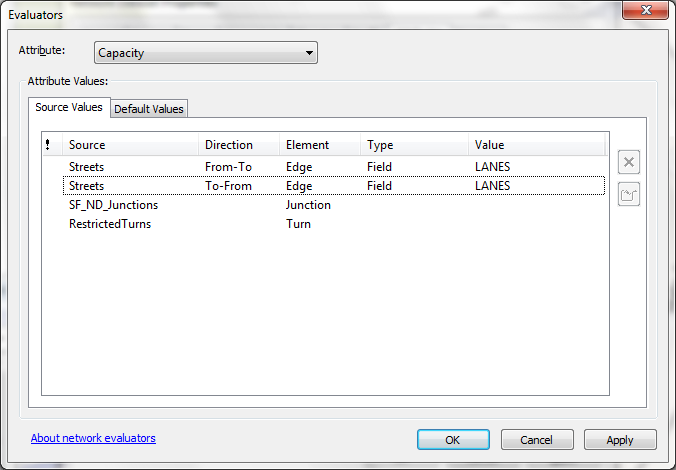 Evaluators
Attribute: Capacity
Attribute Values:
Source Values Default Values
! Source Direction Element Type Value
Streets From-To Edge Field LANES
Streets To-From Edge Field LANES
SF_ND_Junctions Junction
RestrictedTurns Turn
About network evaluators OK Cancel Apply